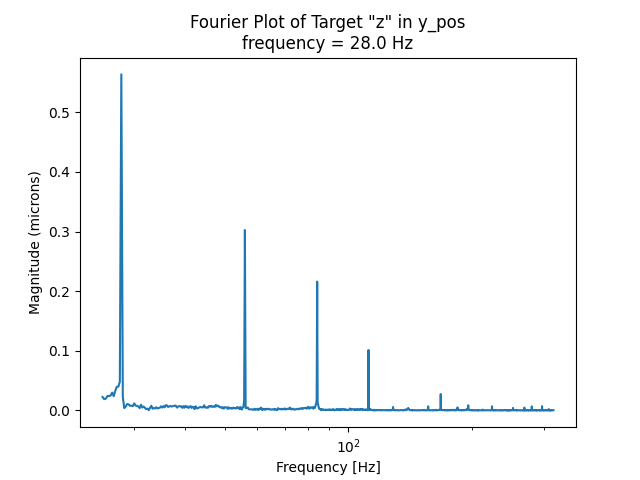 Fourier Plot of Target "z" in y_pos
frequency = 28.0 Hz
0.5
0.4
0.3
0.2
0.1
0.0
Magnitude (microns)
10²
Frequency [Hz]